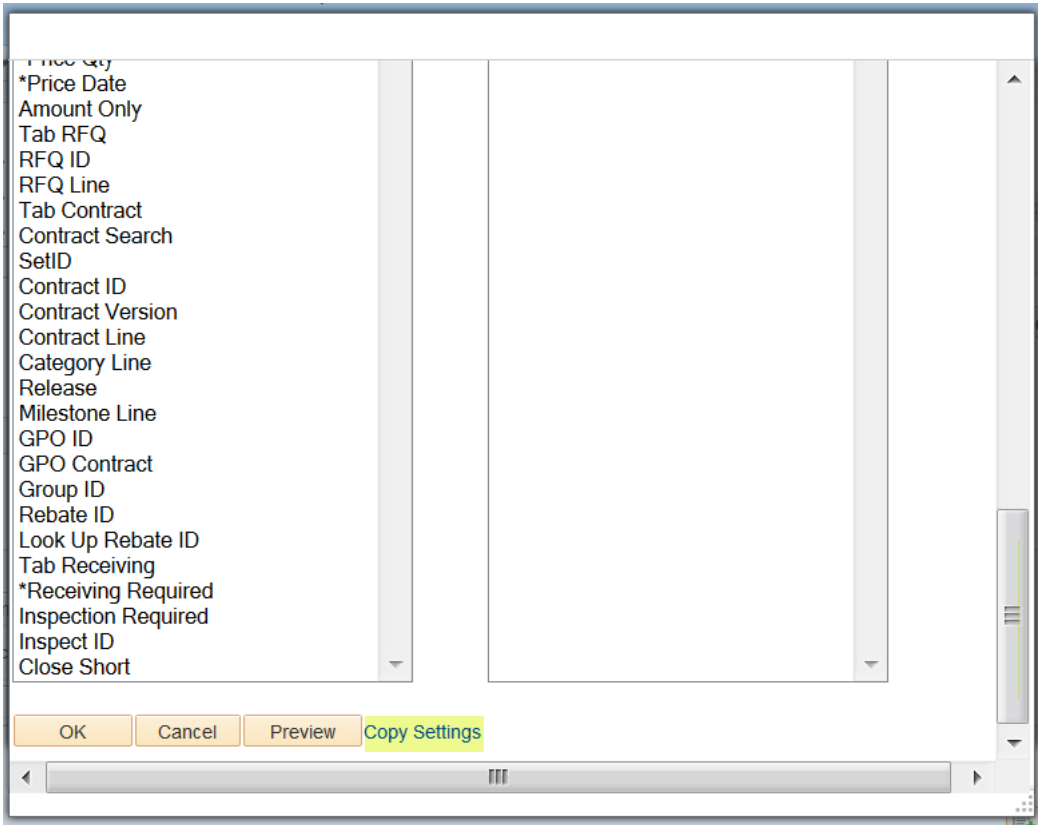 *Price Qty
*Price Date
Amount Only
Tab RFQ
RFQ ID
RFQ Line
Tab Contract
Contract Search
SetID
Contract ID
Contract Version
Contract Line
Category Line
Release
Milestone Line
GPO ID
GPO Contract
Group ID
Rebate ID
Look Up Rebate ID
Tab Receiving
*Receiving Required
Inspection Required
Inspect ID
Close Short
OK Cancel Preview Copy Settings